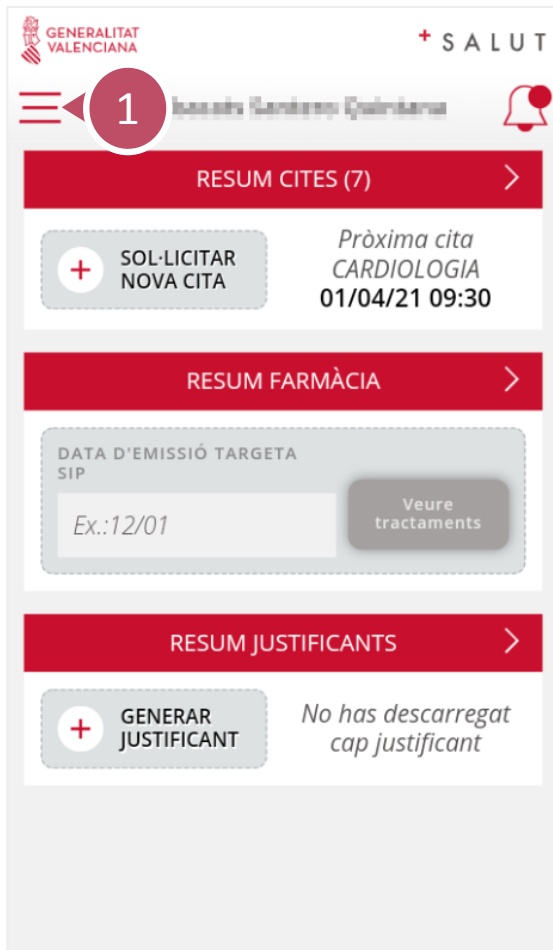 GENERALITAT
VALENCIANA
+ SALUT
1
RESUM CITES (7)
SOL·LICITAR
NOVA CITA
Pròxima cita
CARDIOLOGIA
01/04/21 09:30
RESUM FARMÀCIA
DATA D'EMISSIÓ TARGETA
SIP
Ex.:12/01
Veure
tractaments
RESUM JUSTIFICANTS
GENERAR
JUSTIFICANT
No has descarregat
cap justificant